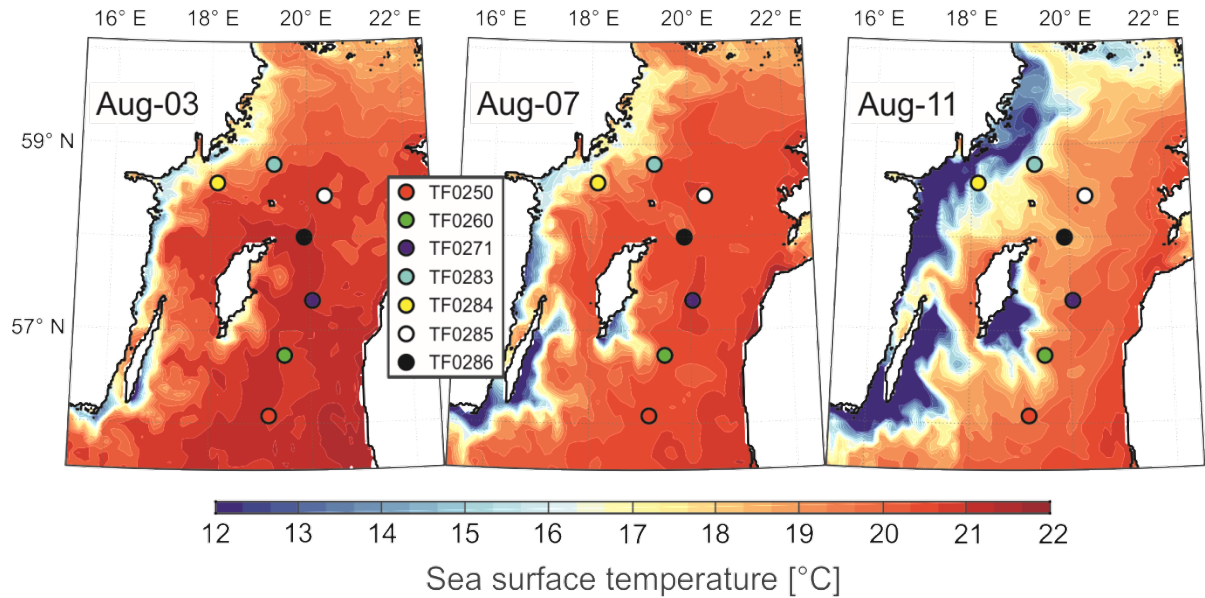 16° E 18° E 20° E 22° E 16° E 18° E 20° E 22° E 16° E 18° E 20° E 22° E
Aug-03 Aug-07 Aug-11
59° N
TF0250
TF0260
TF0271
TF0283
TF0284
TF0285
TF0286
57° N
12 13 14 15 16 17 18 19 20 21 22
Sea surface temperature [°C]